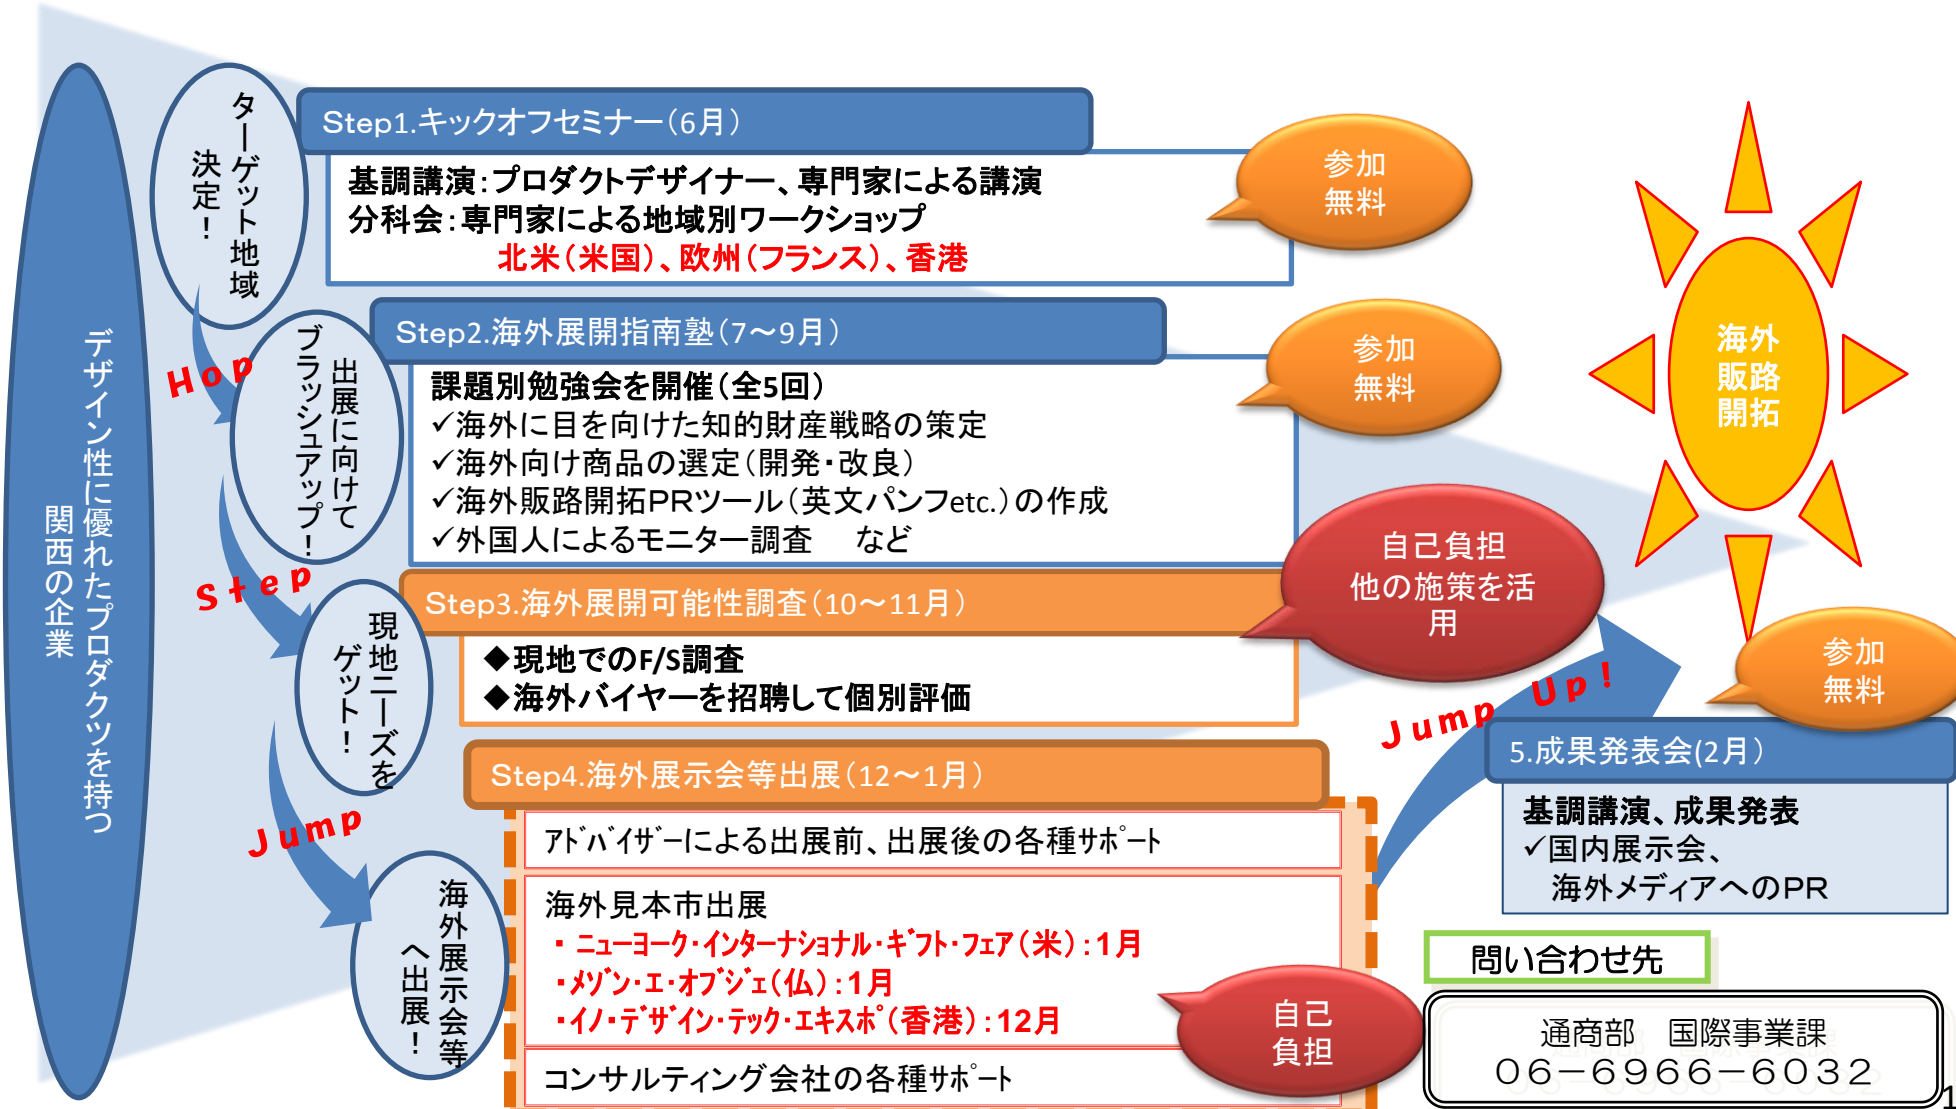 デザイン性に優れたプロダクツを持つ
関西の企業
ターゲット地域
決定！
Step1.キックオフセミナー（6月）
基調講演：プロダクトデザイナー、専門家による講演
分科会：専門家による地域別ワークショップ
北米（米国）、欧州（フランス）、香港
参加
無料
Hop
出展に向けて
ブラッシュアップ！
Step2.海外展開指南塾（7～9月）
課題別勉強会を開催（全5回）
✓海外に目を向けた知的財産戦略の策定
✓海外向け商品の選定（開発・改良）
✓海外販路開拓PRツール（英文パンフetc.）の作成
✓外国人によるモニター調査　など
参加
無料
海外
販路
開拓
Step
現地ニーズを
ゲット！
Step3.海外展開可能性調査（10～11月）
◆現地でのF/S調査
◆海外バイヤーを招聘して個別評価
自己負担
他の施策を活
用
Jump
海外展示会等
へ出展！
Step4.海外展示会等出展（12～1月）
ｱﾄﾞﾊﾞｲｻﾞｰによる出展前、出展後の各種ｻﾎﾟｰﾄ
海外見本市出展
・ニューヨーク・インターナショナル・ギフト・フェア（米）：1月
・メゾン・エ・オブジェ（仏）：1月
・イノ・デザイン・テック・エキスポ（香港）：12月
コンサルティング会社の各種ｻﾎﾟｰﾄ
自己
負担
Jump Up!
参加
無料
5.成果発表会(2月）
基調講演、成果発表
✓国内展示会、
海外メディアへのPR
問い合わせ先
通商部　国際事業課
０６－６９６６－６０３２
1